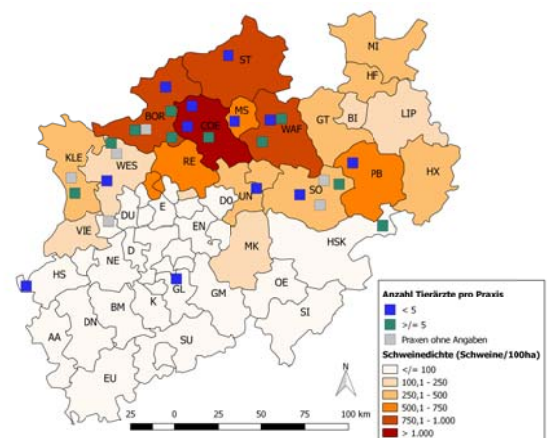 MI
ST
HF
MS
BOR
COE
BI
LIP
WAF
GT
KLE
WES
RE
PB
HX
UN
SO
DO
E
DU
VIE
EN
MK
HSK
D
NE
HS
GL
OE
GM
K
BM
SI
DN
AA
SU
EU
N
25 0 25 50 75 100 km
Anzahl Tierärzte pro Praxis
< 5
>/= 5
Praxen ohne Angaben
Schweinedichte (Schweine/100ha)
</= 100
100,1 - 250
250,1 - 500
500,1 - 750
750,1 - 1.000
> 1.000